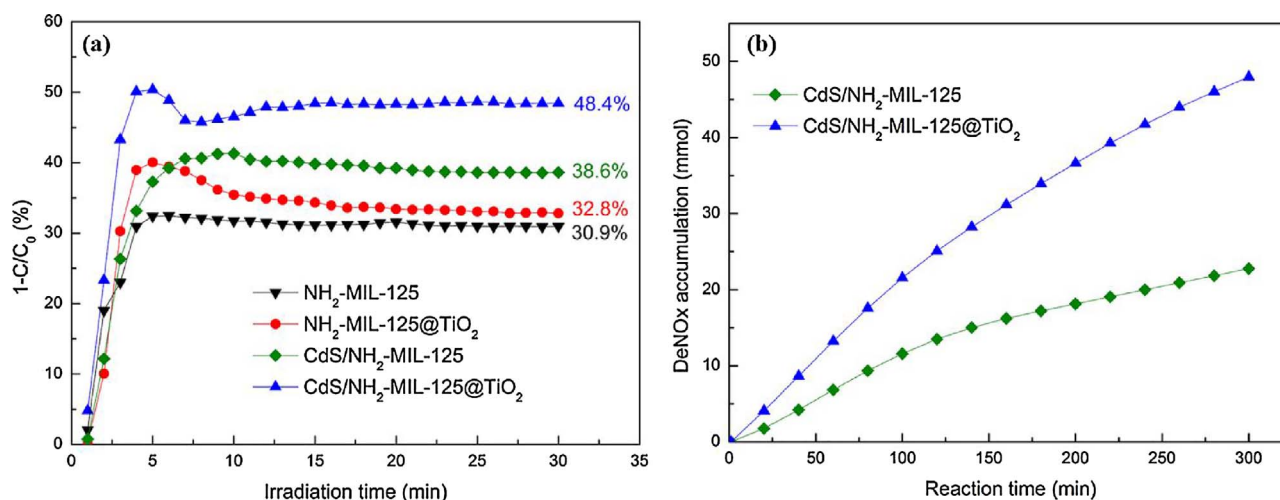 (a)
60
50
40
30
20
10
0
1-C/C₀ (%)
48.4%
38.6%
32.8%
30.9%
NH₂-MIL-125
NH₂-MIL-125@TiO₂
CdS/NH₂-MIL-125
CdS/NH₂-MIL-125@TiO₂
0 5 10 15 20 25 30 35
Irradiation time (min)
(b)
50
40
30
20
10
0
DeNOx accumulation (mmol)
CdS/NH₂-MIL-125
CdS/NH₂-MIL-125@TiO₂
0 50 100 150 200 250 300
Reaction time (min)